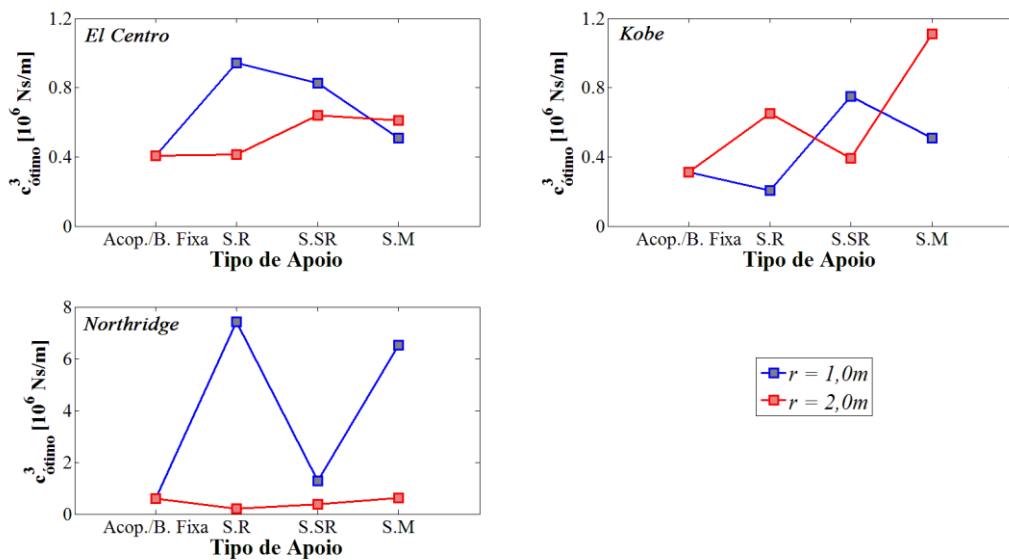 El Centro
1.2
0.8
0.4
0
c³ótimo [10⁶ Ns/m]
Acop./B. Fixa S.R S.SR S.M
Tipo de Apoio
Kobe
1.2
0.8
0.4
0
c³ótimo [10⁶ Ns/m]
Acop./B. Fixa S.R S.SR S.M
Tipo de Apoio
Northridge
8
6
4
2
0
c³ótimo [10⁶ Ns/m]
Acop./B. Fixa S.R S.SR S.M
Tipo de Apoio
r = 1,0m
r = 2,0m